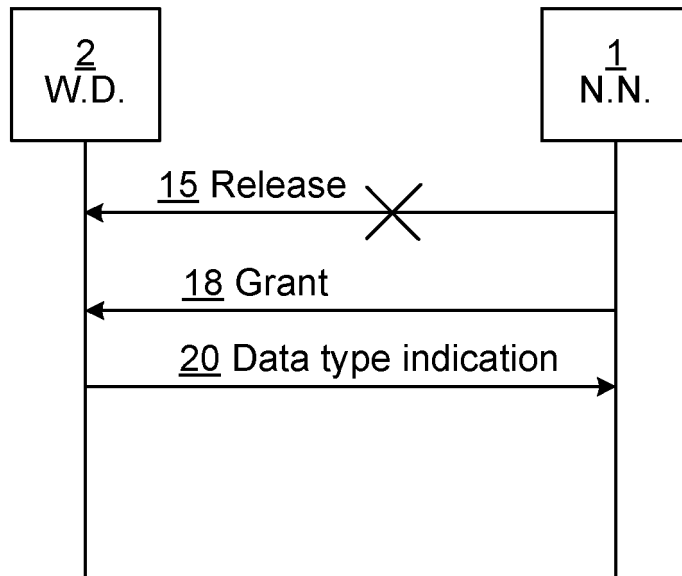 2
W.D.
1
N.N.
15 Release
18 Grant
20 Data type indication